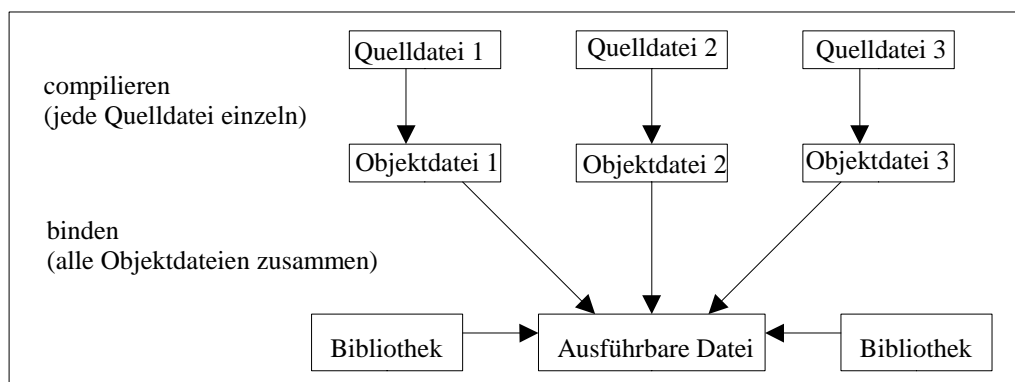 Quelldatei 1
Quelldatei 2
Quelldatei 3
compilieren
(jede Quelldatei einzeln)
Objektdatei 1
Objektdatei 2
Objektdatei 3
binden
(alle Objektdateien zusammen)
Bibliothek
Ausführbare Datei
Bibliothek